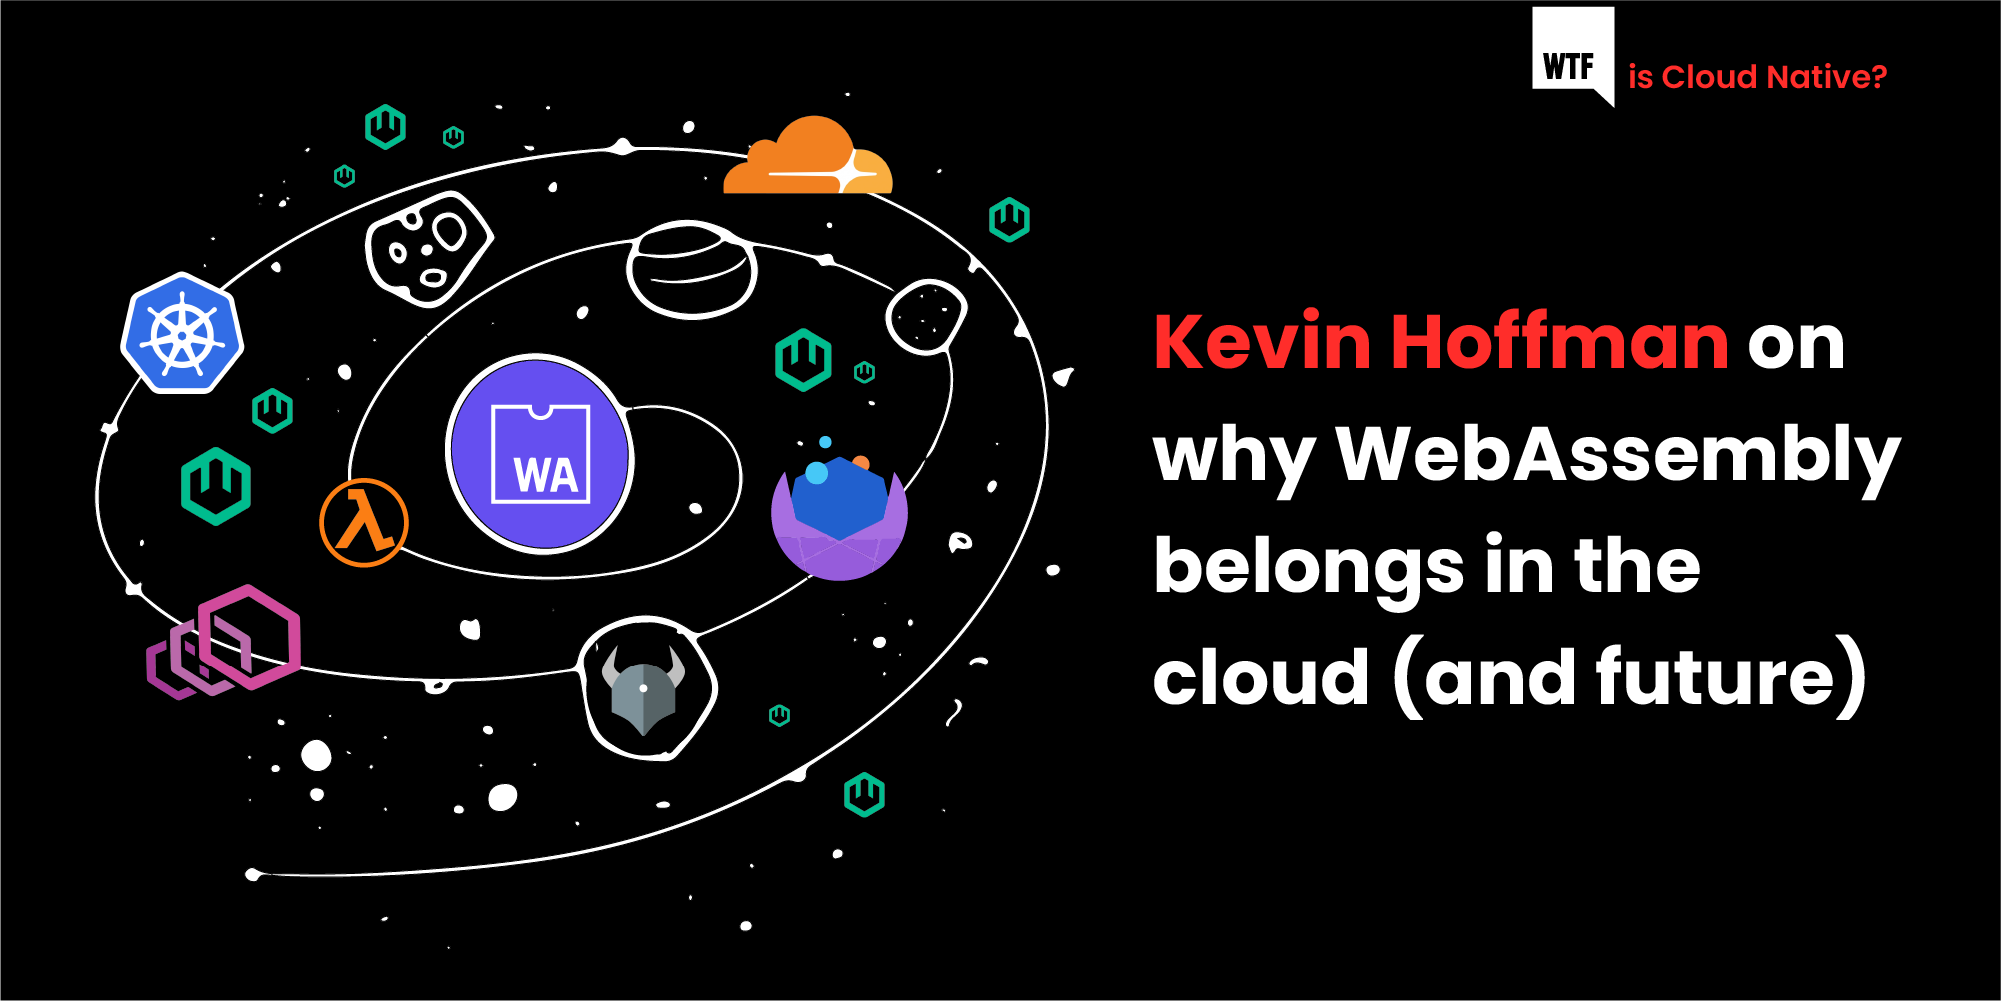 WTF
is Cloud Native?
Kevin Hoffman on
why WebAssembly
belongs in the
cloud (and future)
WA